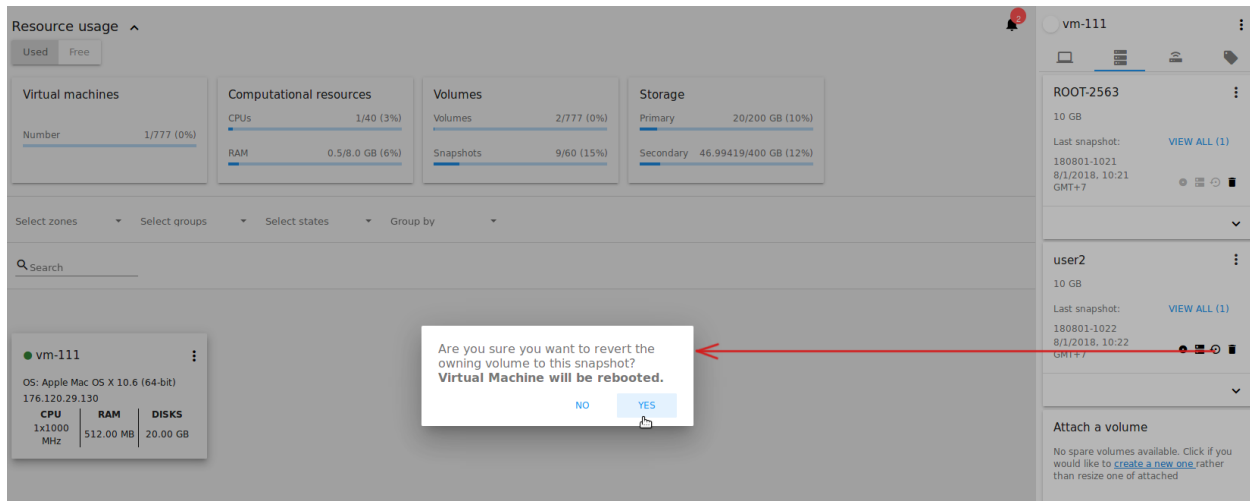 Resource usage
2
Used Free
Virtual machines
Number 1/777 (0%)
Computational resources
CPUs 1/40 (3%)
RAM 0.5/8.0 GB (6%)
Volumes
Volumes 2/777 (0%)
Snapshots 9/60 (15%)
Storage
Primary 20/200 GB (10%)
Secondary 46.99419/400 GB (12%)
Select zones Select groups Select states Group by
Search
vm-111
OS: Apple Mac OS X 10.6 (64-bit)
176.120.29.130
CPU RAM DISKS
1x1000 MHz 512.00 MB 20.00 GB
Are you sure you want to revert the
owning volume to this snapshot?
Virtual Machine will be rebooted.
NO YES
vm-111
ROOT-2563
10 GB
Last snapshot: VIEW ALL (1)
180801-1021
8/1/2018, 10:21
GMT+7
user2
10 GB
Last snapshot: VIEW ALL (1)
180801-1022
8/1/2018, 10:22
GMT+7
Attach a volume
No spare volumes available. Click if you
would like to create a new one rather
than resize one of attached